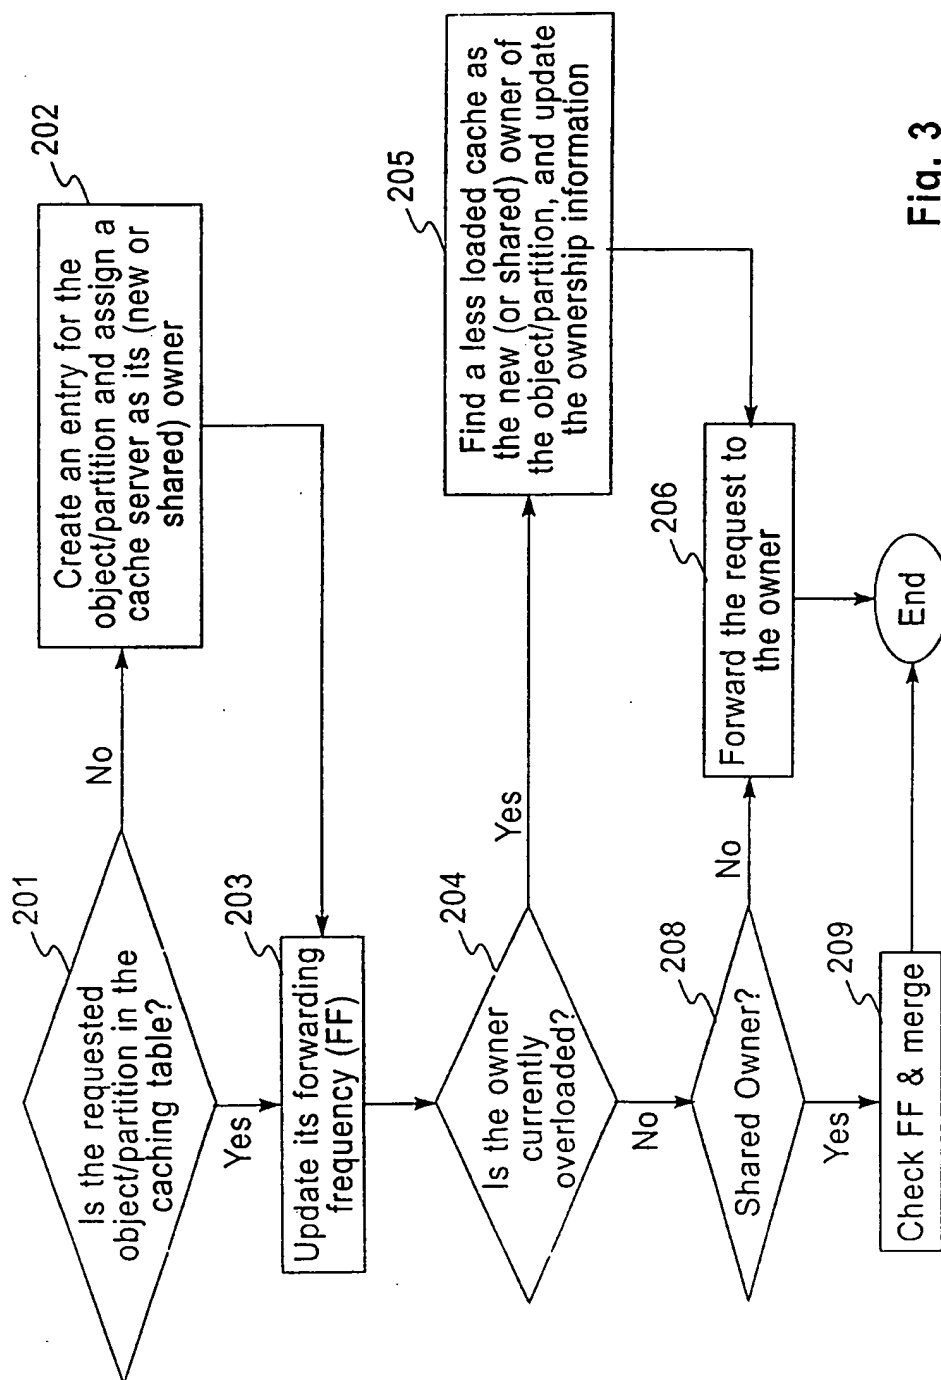 201
Is the requested
object/partition in the
caching table?
No
202
Create an entry for the
object/partition and assign a
cache server as its (new or
shared) owner
Yes
203
Update its forwarding
frequency (FF)
204
Is the owner
currently
overloaded?
Yes
205
Find a less loaded cache as
the new (or shared) owner of
the object/partition, and update
the ownership information
No
208
Shared Owner?
No
206
Forward the request to
the owner
Yes
209
Check FF & merge
End
Fig. 3